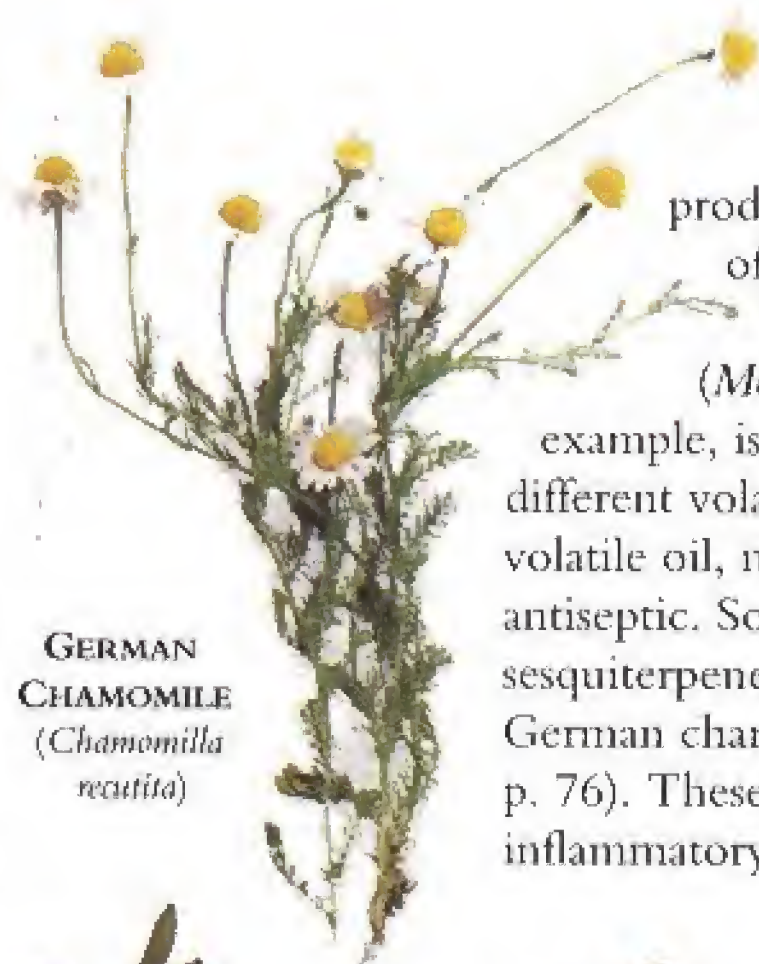 prod
of
(M
example, is
different vola
volatile oil, n
antiseptic. So
sesquiterpene
German char
p. 76). These
inflammatory
GERMAN
CHAMOMILE
(Chamomilla
recutita)